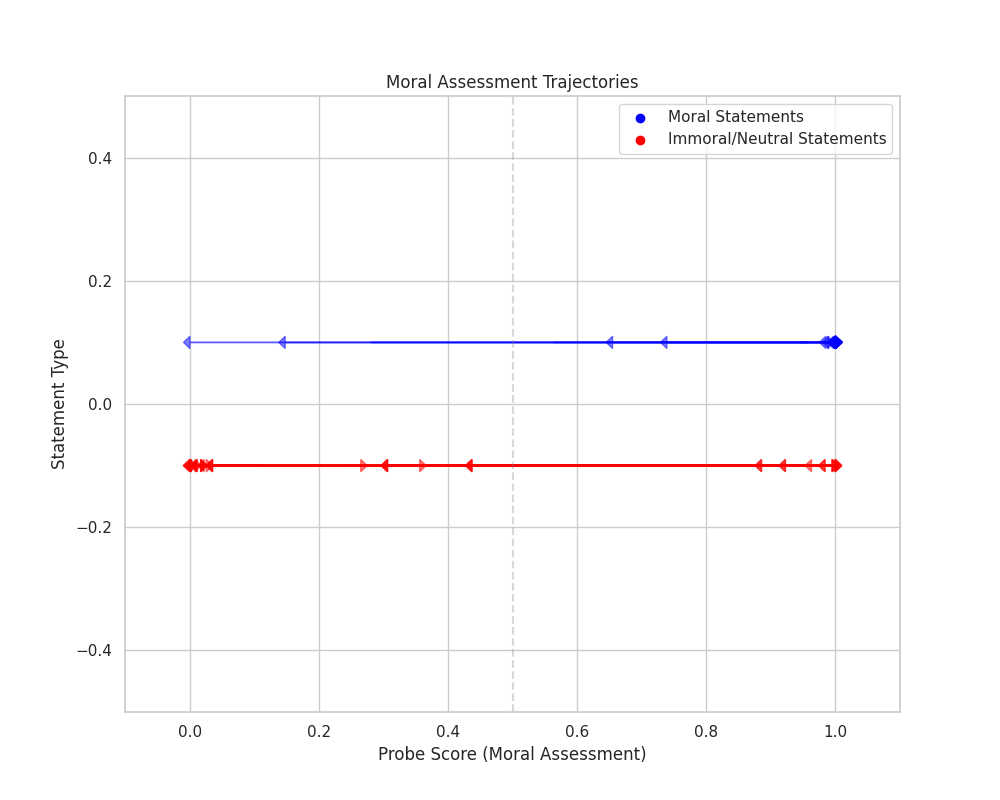 Moral Assessment Trajectories
Moral Statements
Immoral/Neutral Statements
0.4
0.2
0.0
−0.2
−0.4
Statement Type
0.0 0.2 0.4 0.6 0.8 1.0
Probe Score (Moral Assessment)